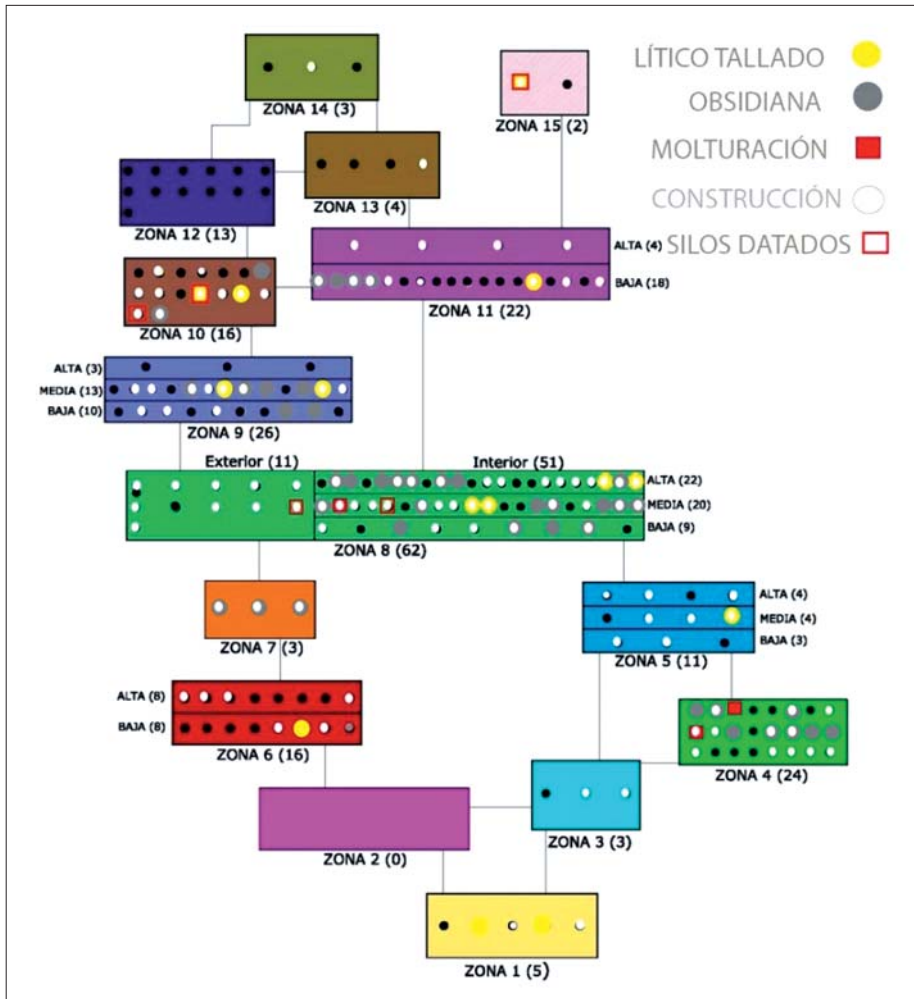 LÍTICO TALLADO
OBSIDIANA
MOLTURACIÓN
CONSTRUCCIÓN
SILOS DATADOS
ZONA 14 (3)
ZONA 15 (2)
ZONA 13 (4)
ZONA 12 (13)
ALTA (4)
BAJA (18)
ZONA 11 (22)
ZONA 10 (16)
ALTA (3)
MEDIA (13)
BAJA (10)
ZONA 9 (26)
Exterior (11)
Interior (51)
ALTA (22)
MEDIA (20)
BAJA (9)
ZONA 8 (62)
ALTA (4)
MEDIA (4)
BAJA (3)
ZONA 5 (11)
ZONA 7 (3)
ALTA (8)
BAJA (8)
ZONA 6 (16)
ZONA 4 (24)
ZONA 3 (3)
ZONA 2 (0)
ZONA 1 (5)